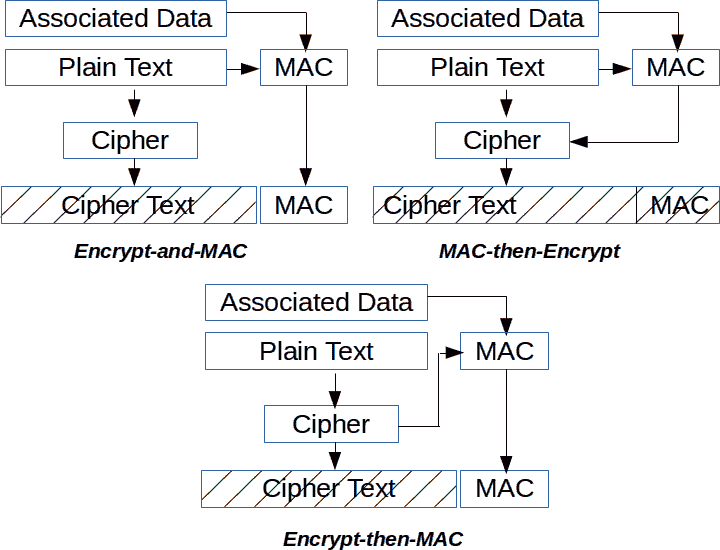 Associated Data
Plain Text
MAC
Cipher
Cipher Text
MAC
Encrypt-and-MAC
Associated Data
Plain Text
MAC
Cipher
Cipher Text
MAC
MAC-then-Encrypt
Associated Data
Plain Text
MAC
Cipher
Cipher Text
MAC
Encrypt-then-MAC